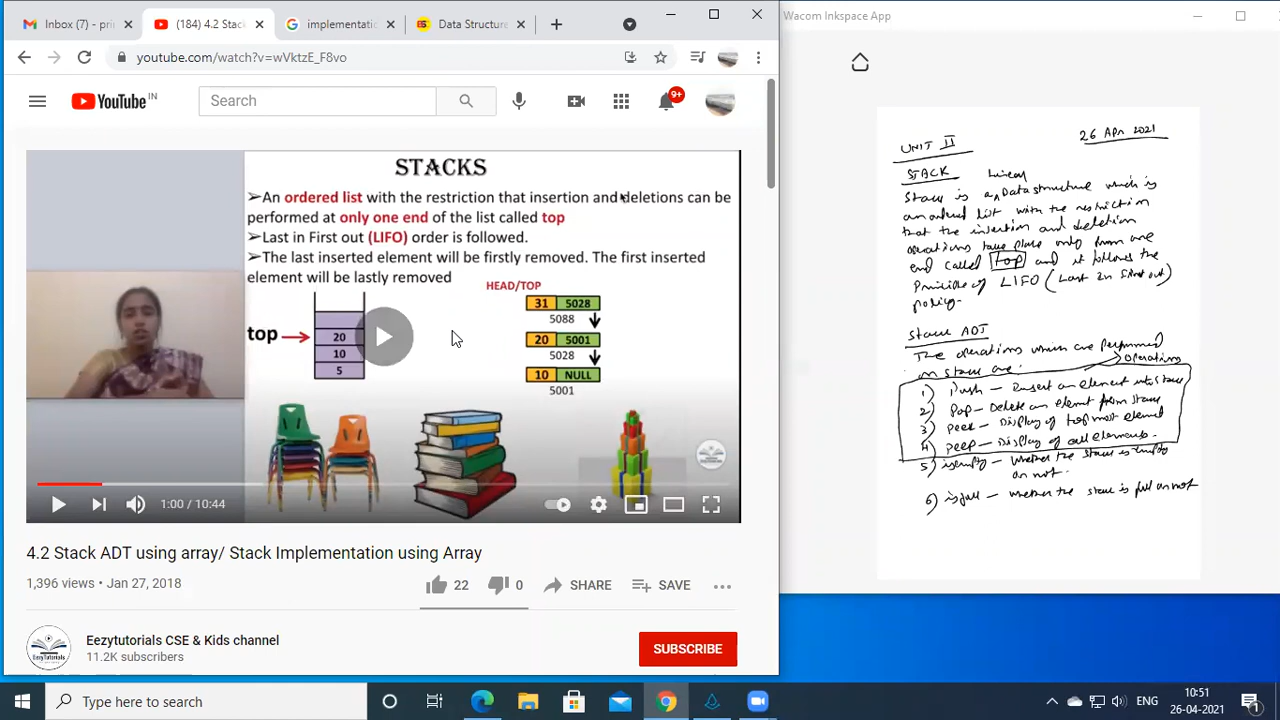 Inbox (7) - prin
(184) 4.2 Stack
implementatio
Data Structure
youtube.com/watch?v=wVktzE_F8vo
YouTube IN
Search
9+
STACKS
➢An ordered list with the restriction that insertion and deletions can be
performed at only one end of the list called top
➢Last in First out (LIFO) order is followed.
➢The last inserted element will be firstly removed. The first inserted
element will be lastly removed
HEAD/TOP
top
20
10
5
31 5028
5088
20 5001
5028
10 NULL
5001
1:00 / 10:44
4.2 Stack ADT using array/ Stack Implementation using Array
1,396 views • Jan 27, 2018
22
0
SHARE
SAVE
Eezytutorials CSE & Kids channel
11.2K subscribers
SUBSCRIBE
Wacom Inkspace App
26 Apr 2021
UNIT II
STACK
Linear
Stack is a Data structure which is
an ordered list with the restriction
that the insertion and deletion
operations take place only from one
end called top and it follows the
Principle of LIFO (Last In First out)
policy.
Stack ADT
The operations which are performed
on stack are:
operations
1) Push - Insert an element into stack
2) Pop - Delete an elemnt from stack
3) peek - Display of top most element
4) peep - Display of all elements.
5) isempty - whether the stack is empty
or not.
6) isfull - whether the stack is full or not
Type here to search
ENG
10:51
26-04-2021
1